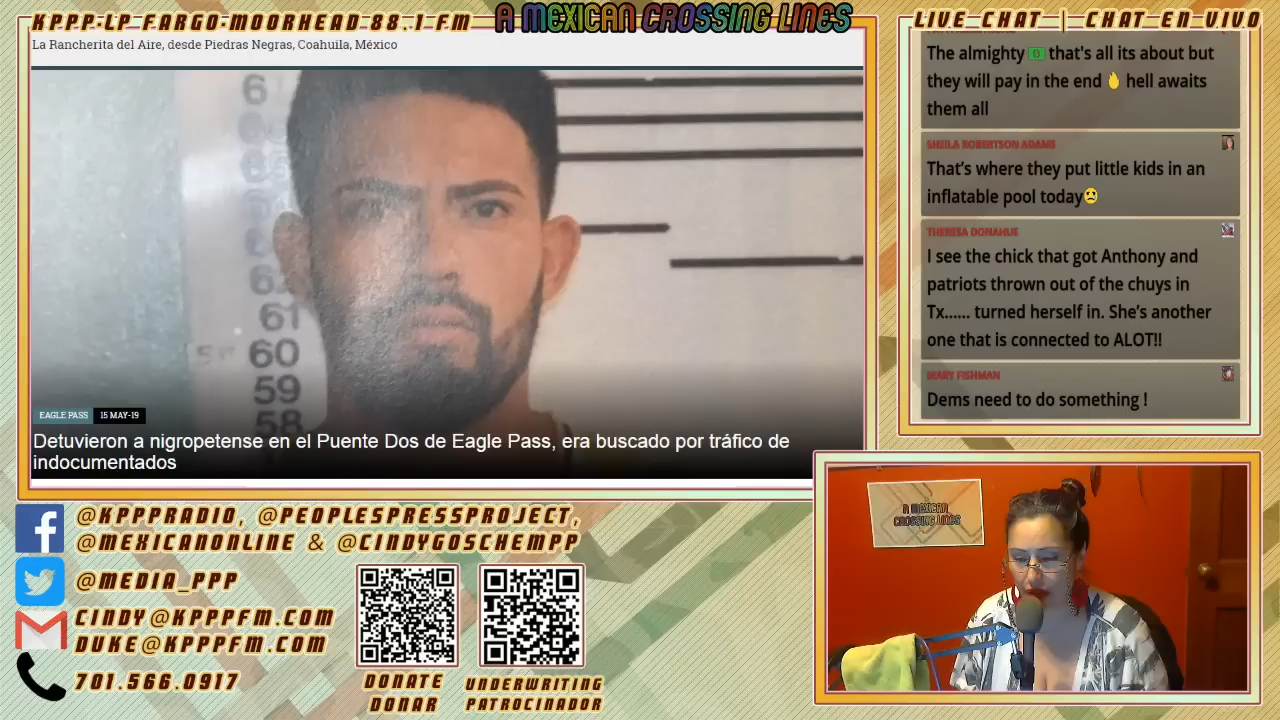 KPPP-LP FARGO-MOORHEAD 88.1 FM
A MEXICAN CROSSING LINES
LIVE CHAT | CHAT EN VIVO
La Rancherita del Aire, desde Piedras Negras, Coahuila, México
61
60
59
58
EAGLE PASS 15 MAY-19
Detuvieron a nigropetense en el Puente Dos de Eagle Pass, era buscado por tráfico de
indocumentados
The almighty 💵 that's all its about but
they will pay in the end 🔥 hell awaits
them all
SHEILA ROBERTSON ADAMS
That's where they put little kids in an
inflatable pool today😟
THERESA DONAHUE
I see the chick that got Anthony and
patriots thrown out of the chuys in
Tx...... turned herself in. She's another
one that is connected to ALOT!!
MARY FISHMAN
Dems need to do something !
A MEXICAN
CROSSING LINES
@KPPPRADIO, @PEOPLESPRESSPROJECT,
@MEXICANONLINE & @CINDYGOSCHEMPP
@MEDIA_PPP
CINDY@KPPPFM.COM
DUKE@KPPPFM.COM
701.566.0917
DONATE
DONAR
UNDERWRITING
PATROCINADOR